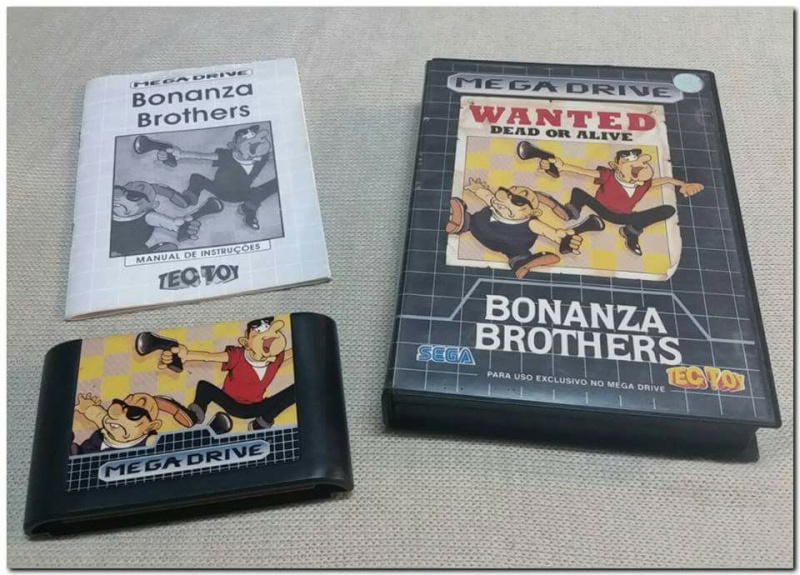 MEGA DRIVE
Bonanza
Brothers
MANUAL DE INSTRUÇÕES
TEC TOY
MEGA DRIVE
WANTED
DEAD OR ALIVE
BONANZA
BROTHERS
SEGA
PARA USO EXCLUSIVO NO MEGA DRIVE
TEC TOY
MEGA DRIVE